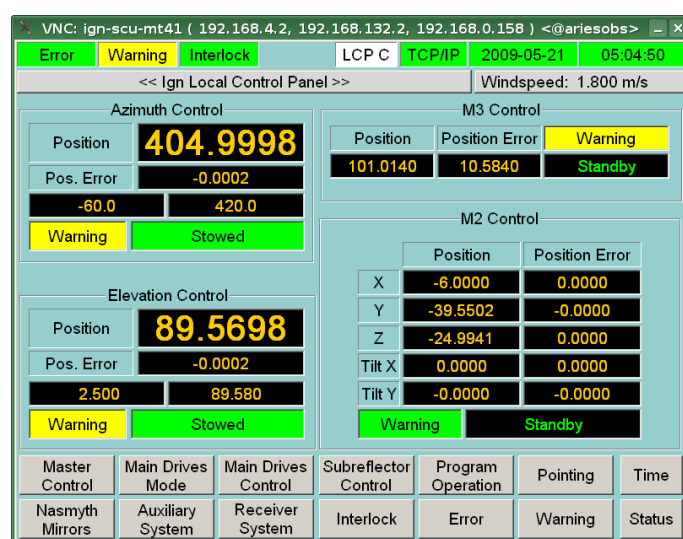 VNC: ign-scu-mt41 ( 192.168.4.2, 192.168.132.2, 192.168.0.158 ) <@ariesobs>
Error Warning Interlock LCP C TCP/IP 2009-05-21 05:04:50
<< Ign Local Control Panel >> Windspeed: 1.800 m/s
Azimuth Control
Position 404.9998
Pos. Error -0.0002
-60.0 420.0
Warning Stowed
Elevation Control
Position 89.5698
Pos. Error -0.0002
2.500 89.580
Warning Stowed
M3 Control
Position Position Error Warning
101.0140 10.5840 Standby
M2 Control
Position Position Error
X -6.0000 0.0000
Y -39.5502 -0.0000
Z -24.9941 0.0000
Tilt X 0.0000 0.0000
Tilt Y -0.0000 -0.0000
Warning Standby
Master Control Main Drives Mode Main Drives Control Subreflector Control Program Operation Pointing Time
Nasmyth Mirrors Auxiliary System Receiver System Interlock Error Warning Status